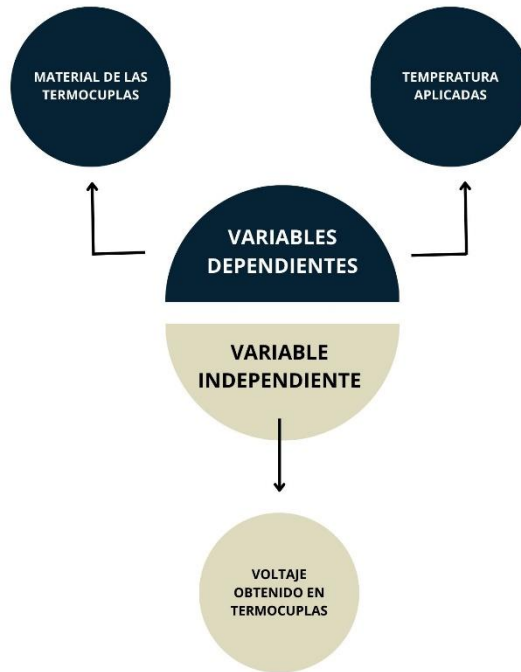 MATERIAL DE LAS
TERMOCUPLAS
TEMPERATURA
APLICADAS
VARIABLES
DEPENDIENTES
VARIABLE
INDEPENDIENTE
VOLTAJE
OBTENIDO EN
TERMOCUPLAS